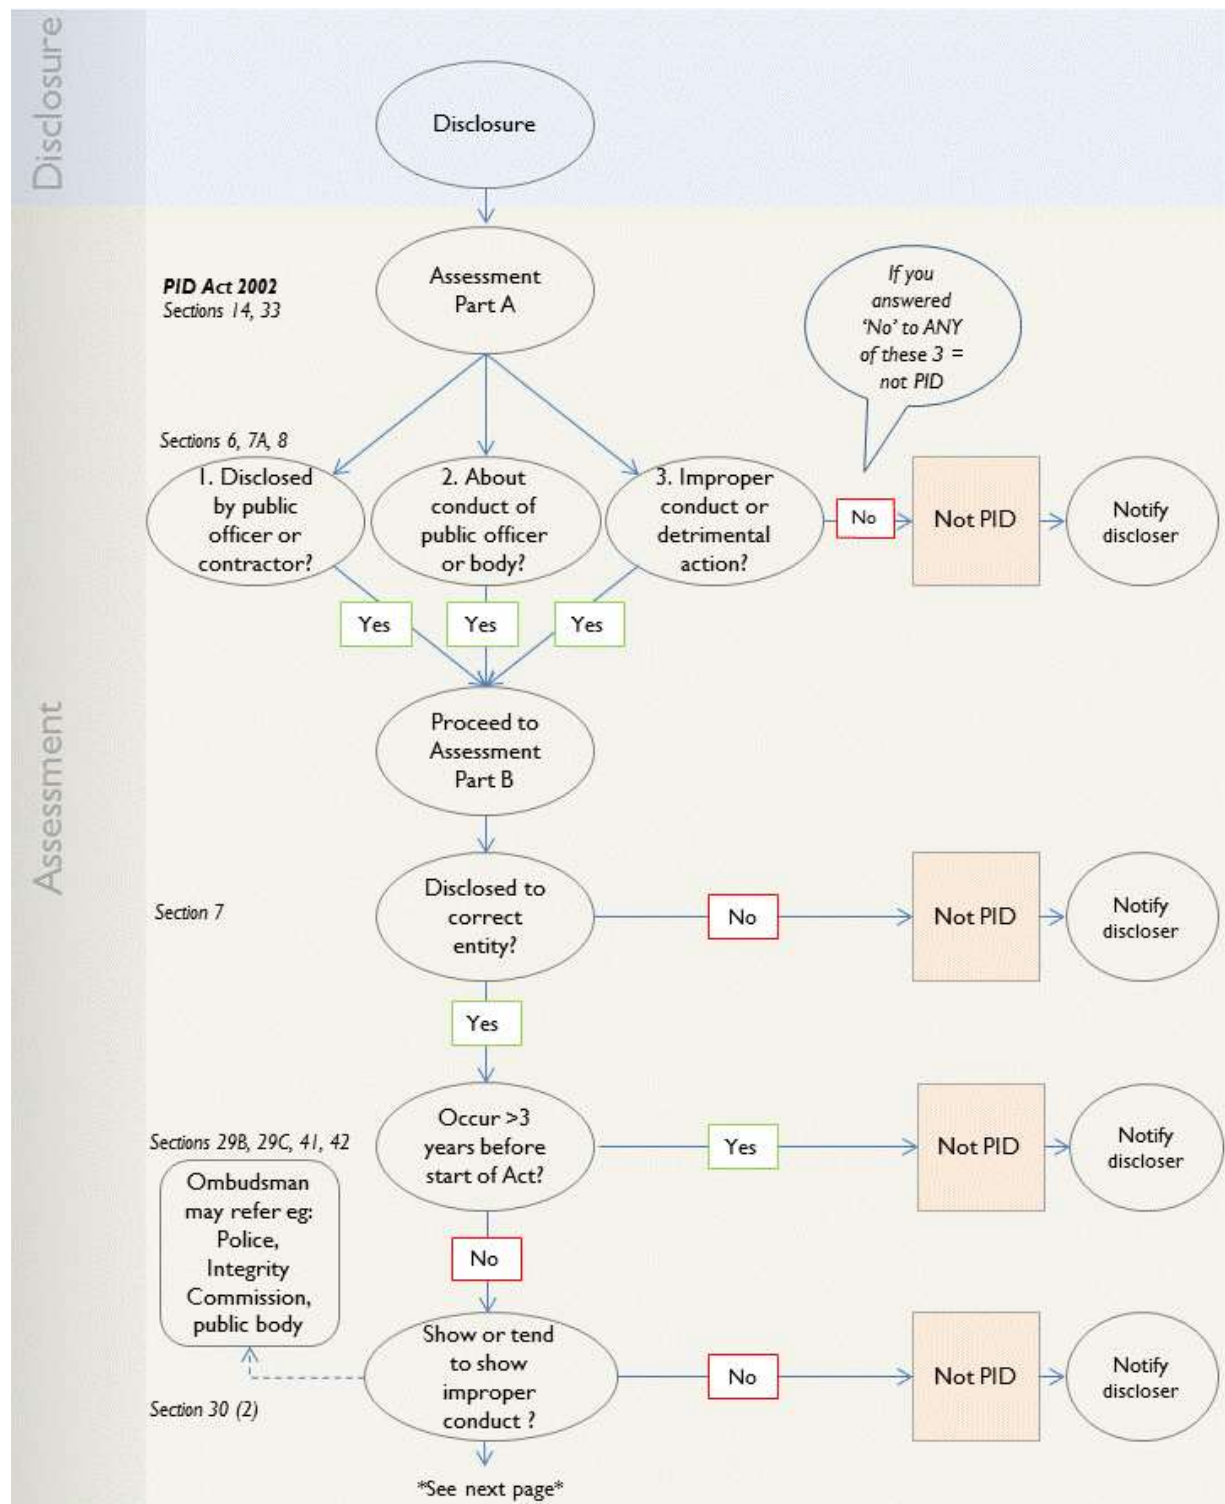 Disclosure
Disclosure
Assessment
Part A
PID Act 2002
Sections 14, 33
If you
answered
‘No’ to ANY
of these 3 =
not PID
Sections 6, 7A, 8
1. Disclosed
by public
officer or
contractor?
2. About
conduct of
public officer
or body?
3. Improper
conduct or
detrimental
action?
No
Not PID
Notify
discloser
Yes
Yes
Yes
Proceed to
Assessment
Part B
Assessment
Section 7
Disclosed to
correct
entity?
No
Not PID
Notify
discloser
Yes
Sections 29B, 29C, 41, 42
Occur >3
years before
start of Act?
Yes
Not PID
Notify
discloser
Ombudsman
may refer eg:
Police,
Integrity
Commission,
public body
No
Show or tend
to show
improper
conduct ?
No
Not PID
Notify
discloser
Section 30 (2)
*See next page*